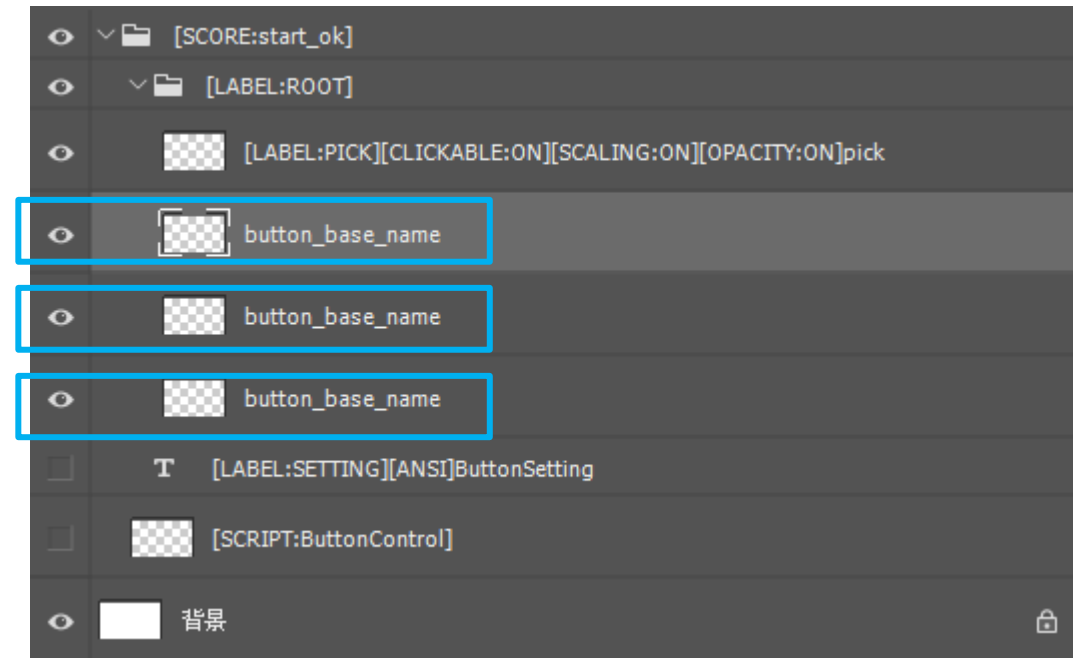 [SCORE:start_ok]
[LABEL:ROOT]
[LABEL:PICK][CLICKABLE:ON][SCALING:ON][OPACITY:ON]pick
button_base_name
button_base_name
button_base_name
T [LABEL:SETTING][ANSI]ButtonSetting
[SCRIPT:ButtonControl]
背景